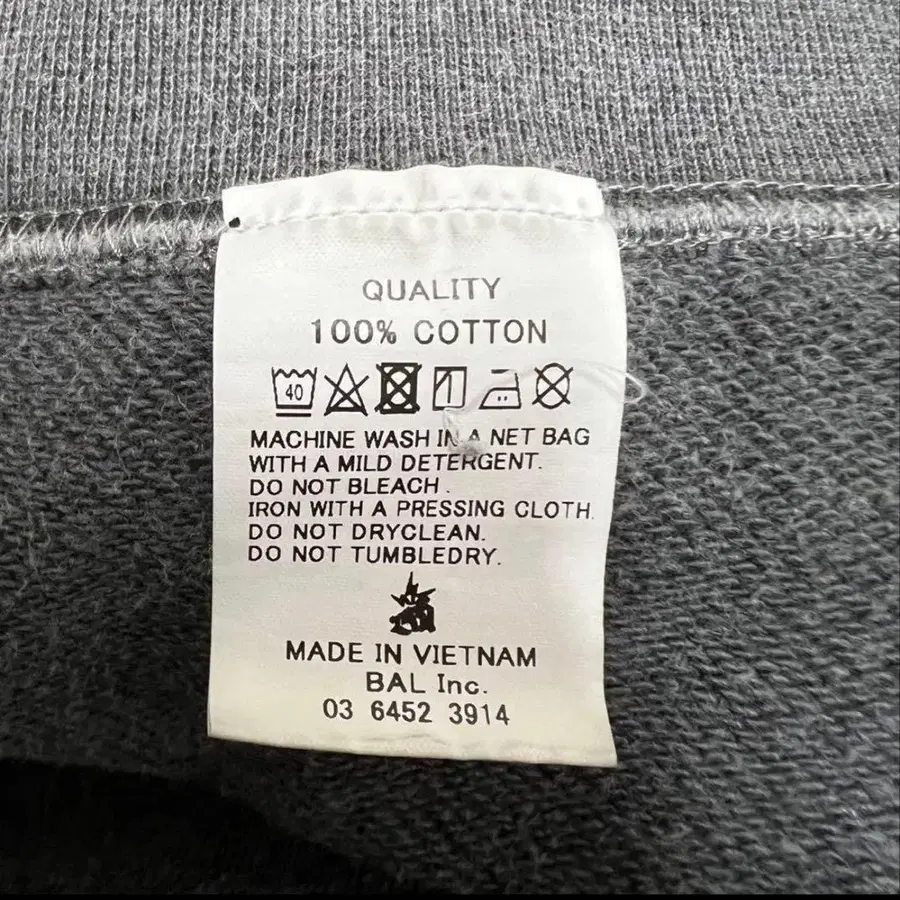 QUALITY
100% COTTON
40
MACHINE WASH IN A NET BAG
WITH A MILD DETERGENT.
DO NOT BLEACH.
IRON WITH A PRESSING CLOTH.
DO NOT DRYCLEAN.
DO NOT TUMBLEDRY.
MADE IN VIETNAM
BAL Inc.
03 6452 3914